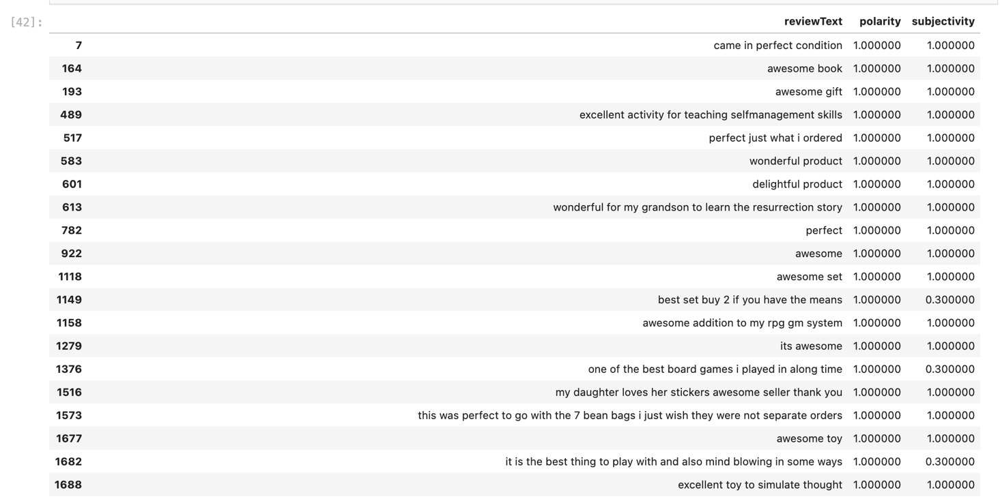 [42]:
reviewText polarity subjectivity
7 came in perfect condition 1.000000 1.000000
164 awesome book 1.000000 1.000000
193 awesome gift 1.000000 1.000000
489 excellent activity for teaching selfmanagement skills 1.000000 1.000000
517 perfect just what i ordered 1.000000 1.000000
583 wonderful product 1.000000 1.000000
601 delightful product 1.000000 1.000000
613 wonderful for my grandson to learn the resurrection story 1.000000 1.000000
782 perfect 1.000000 1.000000
922 awesome 1.000000 1.000000
1118 awesome set 1.000000 1.000000
1149 best set buy 2 if you have the means 1.000000 0.300000
1158 awesome addition to my rpg gm system 1.000000 1.000000
1279 its awesome 1.000000 1.000000
1376 one of the best board games i played in along time 1.000000 0.300000
1516 my daughter loves her stickers awesome seller thank you 1.000000 1.000000
1573 this was perfect to go with the 7 bean bags i just wish they were not separate orders 1.000000 1.000000
1677 awesome toy 1.000000 1.000000
1682 it is the best thing to play with and also mind blowing in some ways 1.000000 0.300000
1688 excellent toy to simulate thought 1.000000 1.000000